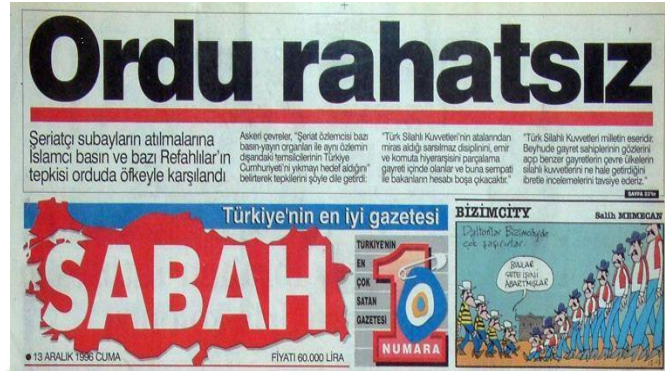 Ordu rahatsız
Şeriatçı subayların atılmalarına
İslamcı basın ve bazı Refahlılar'ın
tepkisi orduda öfkeyle karşılandı
Askeri çevreler, "Şeriat özlemcisi bazı
basın-yayın organları ile aynı özlemin
dışarıdaki temsilcilerinin Türkiye
Cumhuriyeti'ni yıkmayı hedef aldığını"
belirterek tepkilerini şöyle dile getirdi:
"Türk Silahlı Kuvvetleri'nin atalarından
miras aldığı sarsılmaz disiplini, emir
ve komuta hiyerarşisini parçalama
gayreti içinde olanlar ve buna sempati
ile bakanların hesabı boşa çıkacaktır."
"Türk Silahlı Kuvvetleri milletin eseridir.
Beyhude gayret sahiplerinin gözlerini
açıp benzer gayretlerin çevre ülkelerin
silahlı kuvvetlerini ne hale getirdiğini
ibretle incelemelerini tavsiye ederiz."
SAYFA 22'de
Türkiye'nin en iyi gazetesi
SABAH
● 13 ARALIK 1996 CUMA
FİYATI 60.000 LİRA
TÜRKİYE'NİN
EN
ÇOK
SATAN
GAZETESİ
1
NUMARA
BİZİMCITY
Salih MEMECAN
Daltonlar Bizimcity'de
çok şaşırırlar..
BUNLAR
ÇETE İŞİNİ
ABARTMIŞLAR